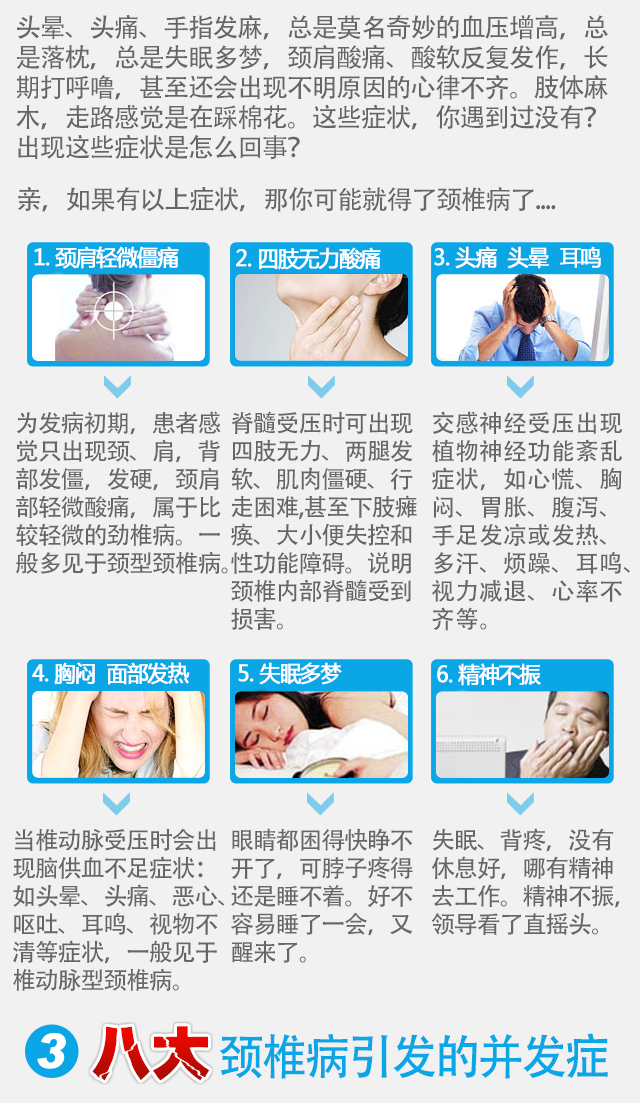 头晕、头痛、手指发麻，总是莫名奇妙的血压增高，总
是落枕，总是失眠多梦，颈肩酸痛、酸软反复发作，长
期打呼噜，甚至还会出现不明原因的心律不齐。肢体麻
木，走路感觉是在踩棉花。这些症状，你遇到过没有？
出现这些症状是怎么回事？
亲，如果有以上症状，那你可能就得了颈椎病了....
1. 颈肩轻微僵痛
为发病初期，患者感
觉只出现颈、肩，背
部发僵，发硬，颈肩
部轻微酸痛，属于比
较轻微的劲椎病。一
般多见于颈型颈椎病。
2. 四肢无力酸痛
脊髓受压时可出现
四肢无力、两腿发
软、肌肉僵硬、行
走困难,甚至下肢瘫
痪、大小便失控和
性功能障碍。说明
颈椎内部脊髓受到
损害。
3. 头痛 头晕 耳鸣
交感神经受压出现
植物神经功能紊乱
症状，如心慌、胸
闷、胃胀、腹泻、
手足发凉或发热、
多汗、烦躁、耳鸣、
视力减退、心率不
齐等。
4. 胸闷 面部发热
当椎动脉受压时会出
现脑供血不足症状：
如头晕、头痛、恶心、
呕吐、耳鸣、视物不
清等症状，一般见于
椎动脉型颈椎病。
5. 失眠多梦
眼睛都困得快睁不
开了，可脖子疼得
还是睡不着。好不
容易睡了一会，又
醒来了。
6. 精神不振
失眠、背疼，没有
休息好，哪有精神
去工作。精神不振,
领导看了直摇头。
3 八大 颈椎病引发的并发症